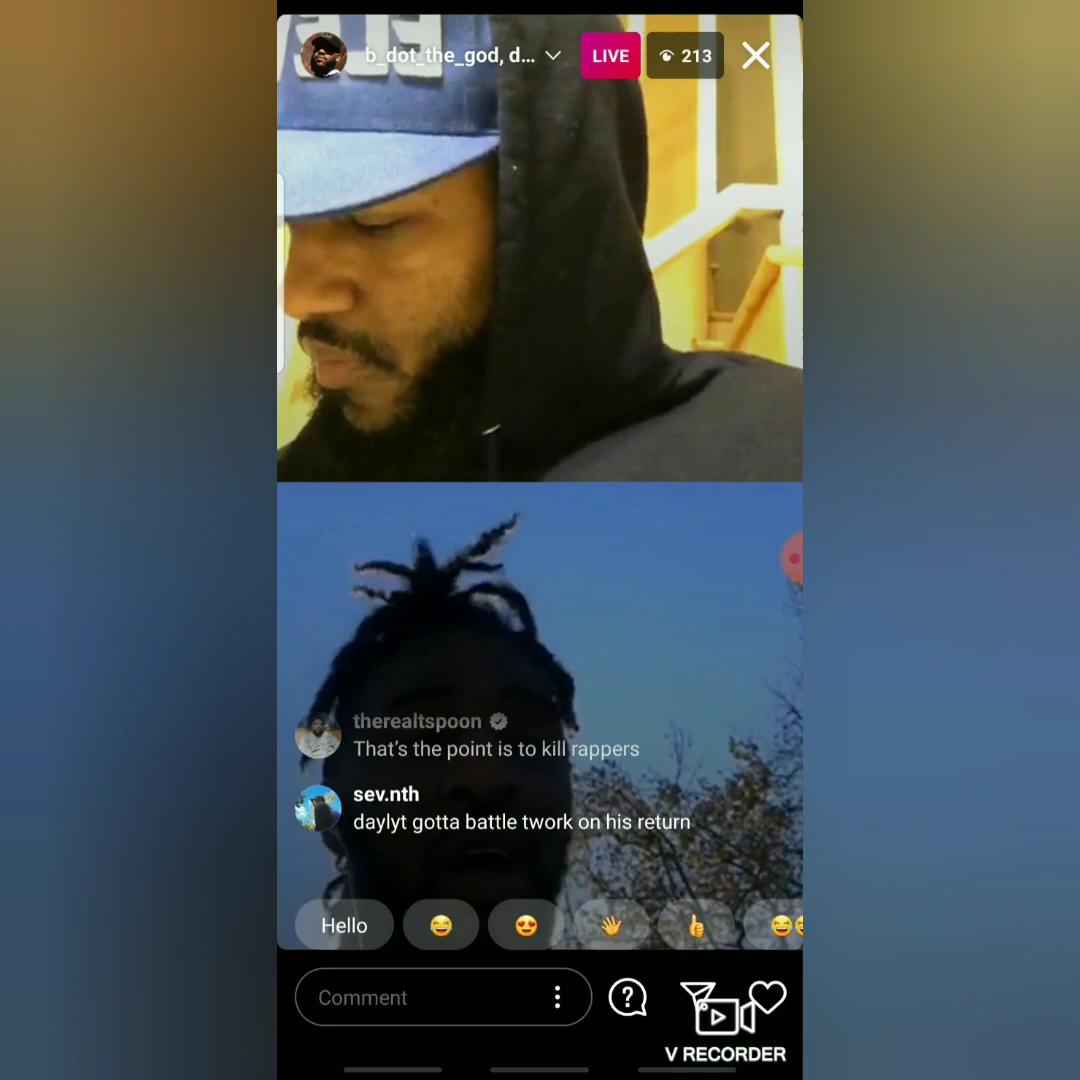 b_dot_the_god, d...
LIVE
213
therealtspoon
That's the point is to kill rappers
sev.nth
daylyt gotta battle twork on his return
Hello
Comment
?
V RECORDER